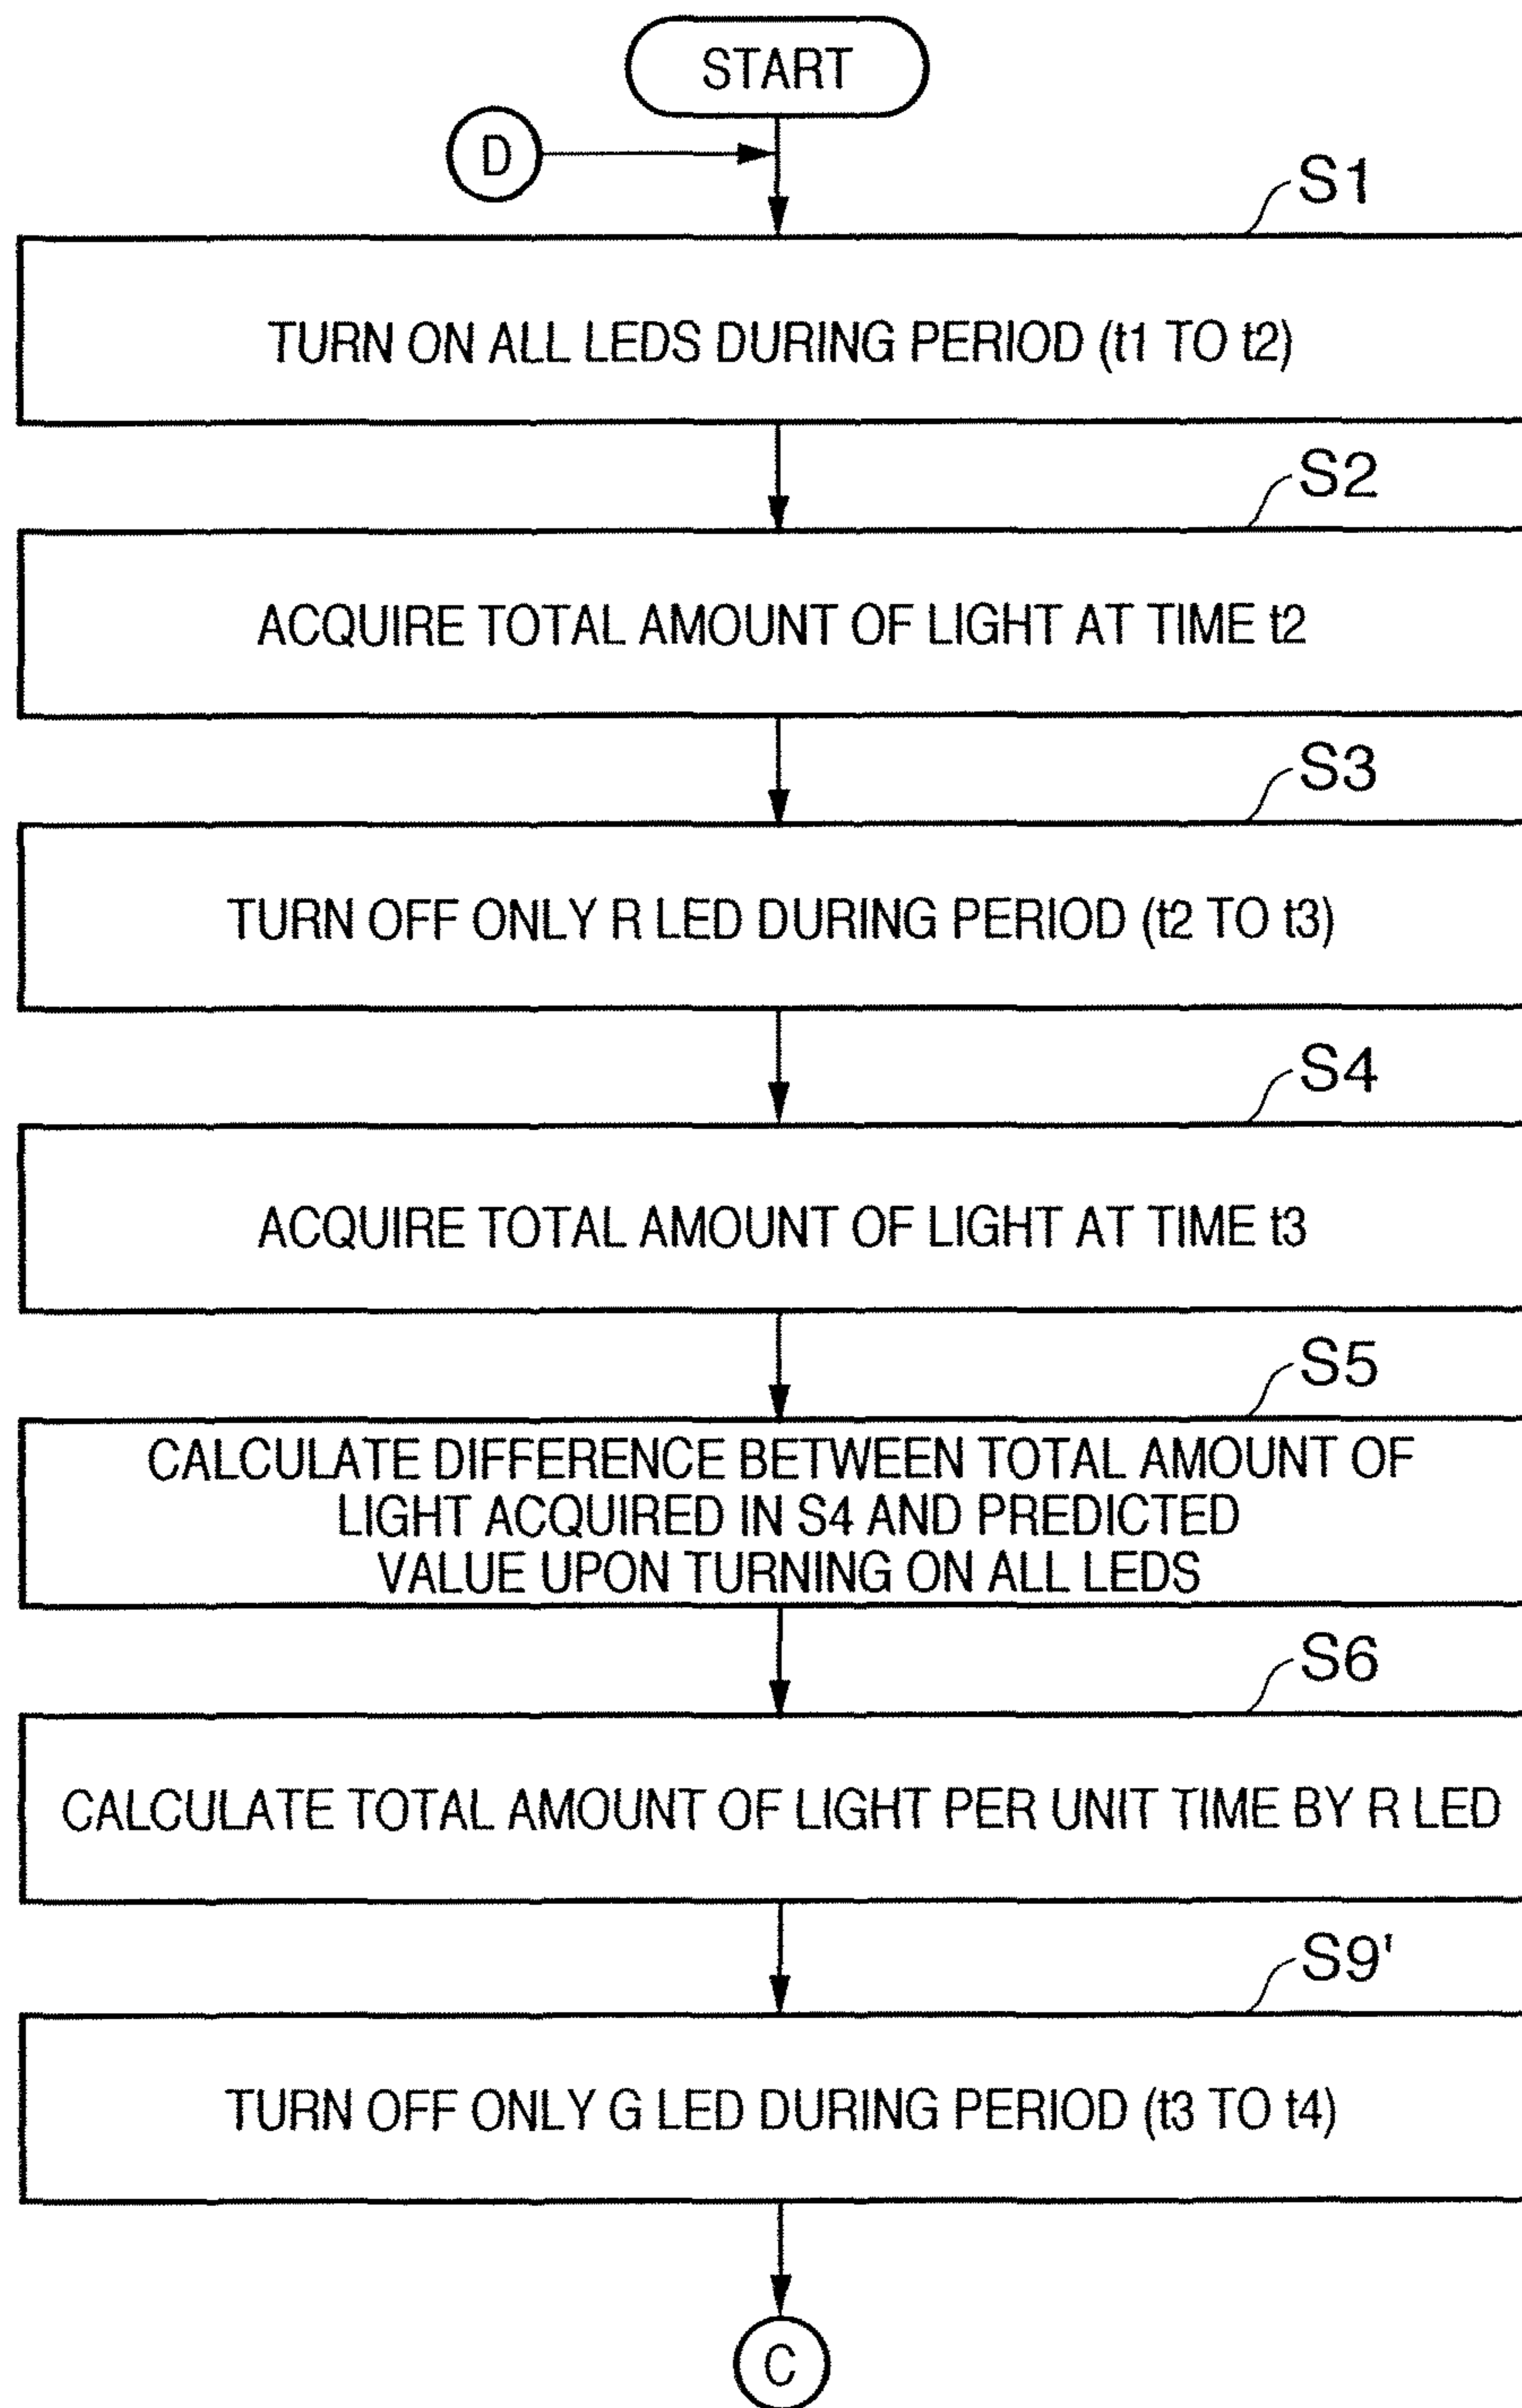 START
D
S1
TURN ON ALL LEDS DURING PERIOD (t1 TO t2)
S2
ACQUIRE TOTAL AMOUNT OF LIGHT AT TIME t2
S3
TURN OFF ONLY R LED DURING PERIOD (t2 TO t3)
S4
ACQUIRE TOTAL AMOUNT OF LIGHT AT TIME t3
S5
CALCULATE DIFFERENCE BETWEEN TOTAL AMOUNT OF
LIGHT ACQUIRED IN S4 AND PREDICTED
VALUE UPON TURNING ON ALL LEDS
S6
CALCULATE TOTAL AMOUNT OF LIGHT PER UNIT TIME BY R LED
S9'
TURN OFF ONLY G LED DURING PERIOD (t3 TO t4)
C